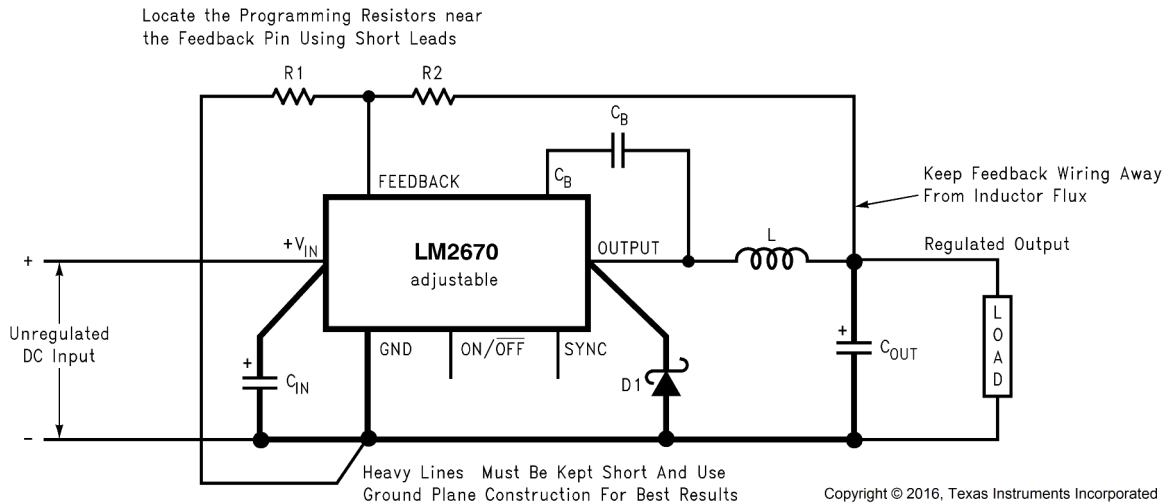 Locate the Programming Resistors near
the Feedback Pin Using Short Leads
R1
R2
C_B
FEEDBACK
C_B
Keep Feedback Wiring Away
From Inductor Flux
+V_IN
LM2670
adjustable
OUTPUT
L
Regulated Output
+
Unregulated
DC Input
-
+
C_IN
GND
ON/O̅F̅F̅
SYNC
D1
+
C_OUT
LOAD
Heavy Lines Must Be Kept Short And Use
Ground Plane Construction For Best Results
Copyright © 2016, Texas Instruments Incorporated